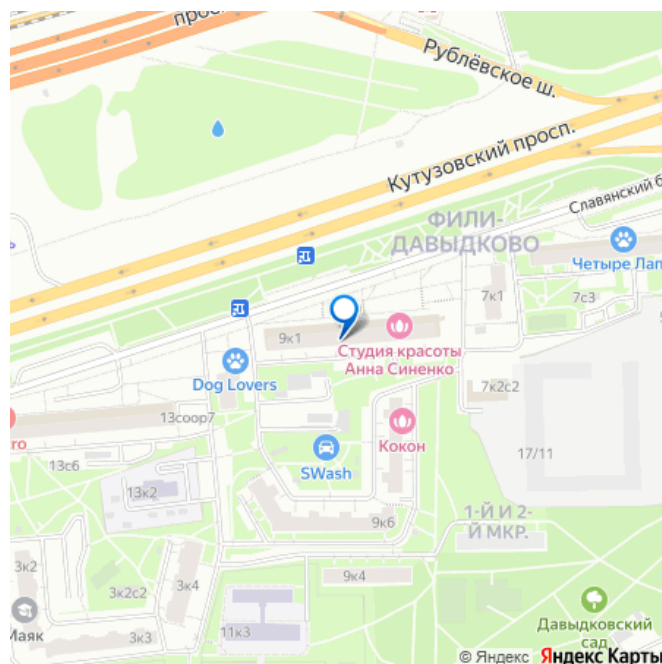 просп
Рублёвское ш.
Кутузовский просп.
Славянский б
ФИЛИ-
ДАВЫДКОВО
Четыре Лап
7к1
7с3
9к1
Студия красоты
Анна Синенко
Dog Lovers
7к2с2
13соор7
Кокон
17/11
13с6
SWash
13к2
9к6
1-Й И 2-
Й МКР.
3к2
3к4
9к4
3к2с2
Давыдковский
сад
Маяк
3к3
11к3
© Яндекс Яндекс Карты